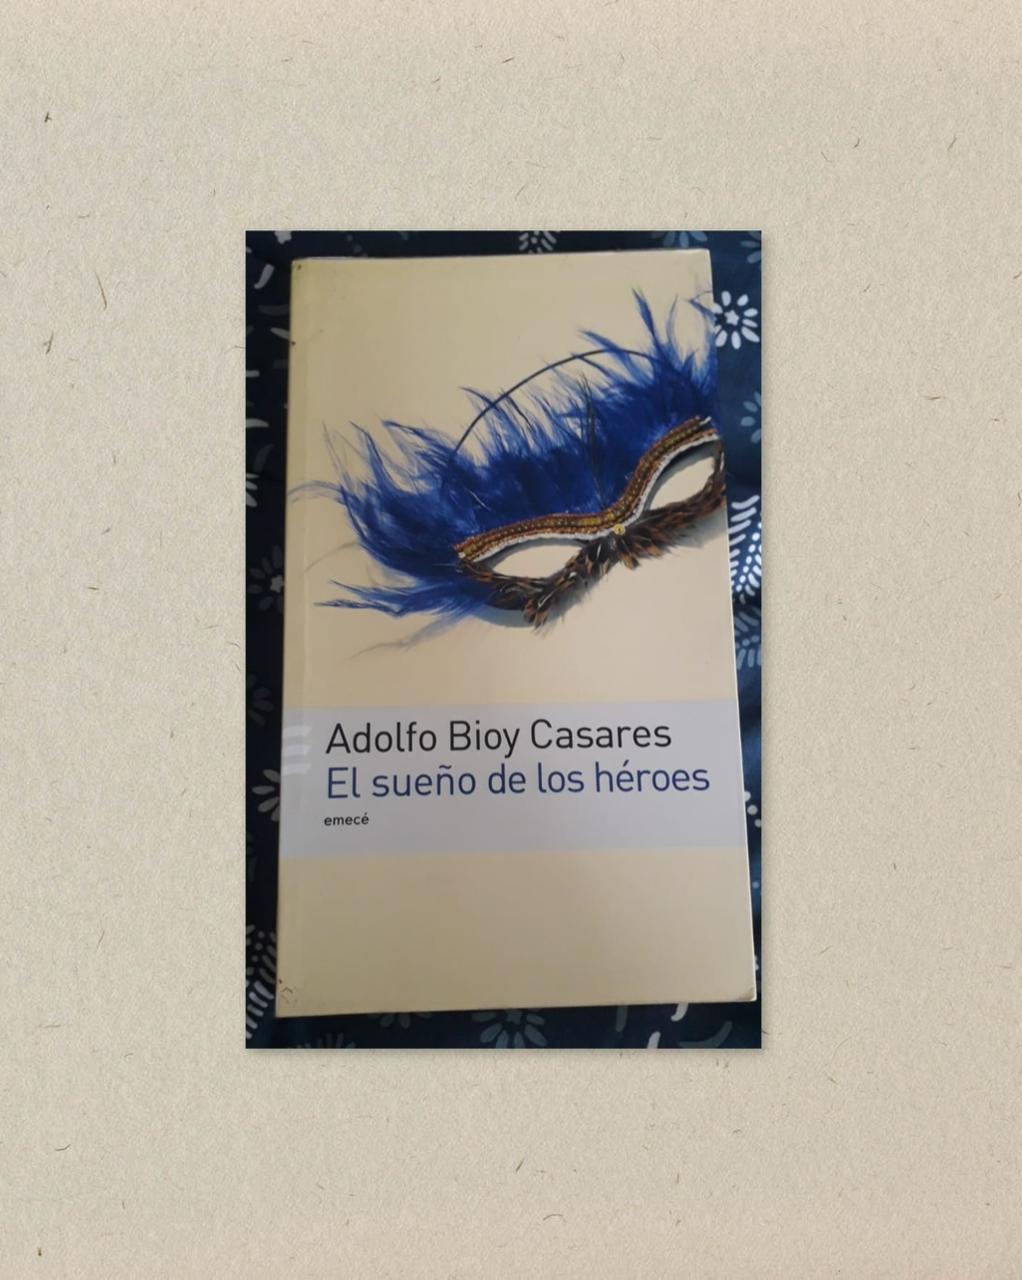 Adolfo Bioy Casares
El sueño de los héroes
emecé